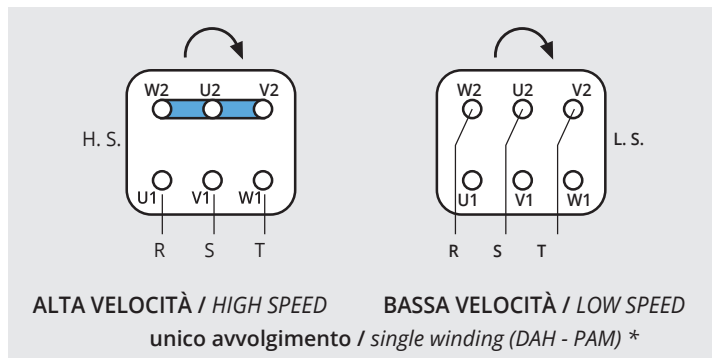 W2 U2 V2
H. S.
U1 V1 W1
R S T
W2 U2 V2
L. S.
U1 V1 W1
R S T
ALTA VELOCITÀ / HIGH SPEED
BASSA VELOCITÀ / LOW SPEED
unico avvolgimento / single winding (DAH - PAM) *